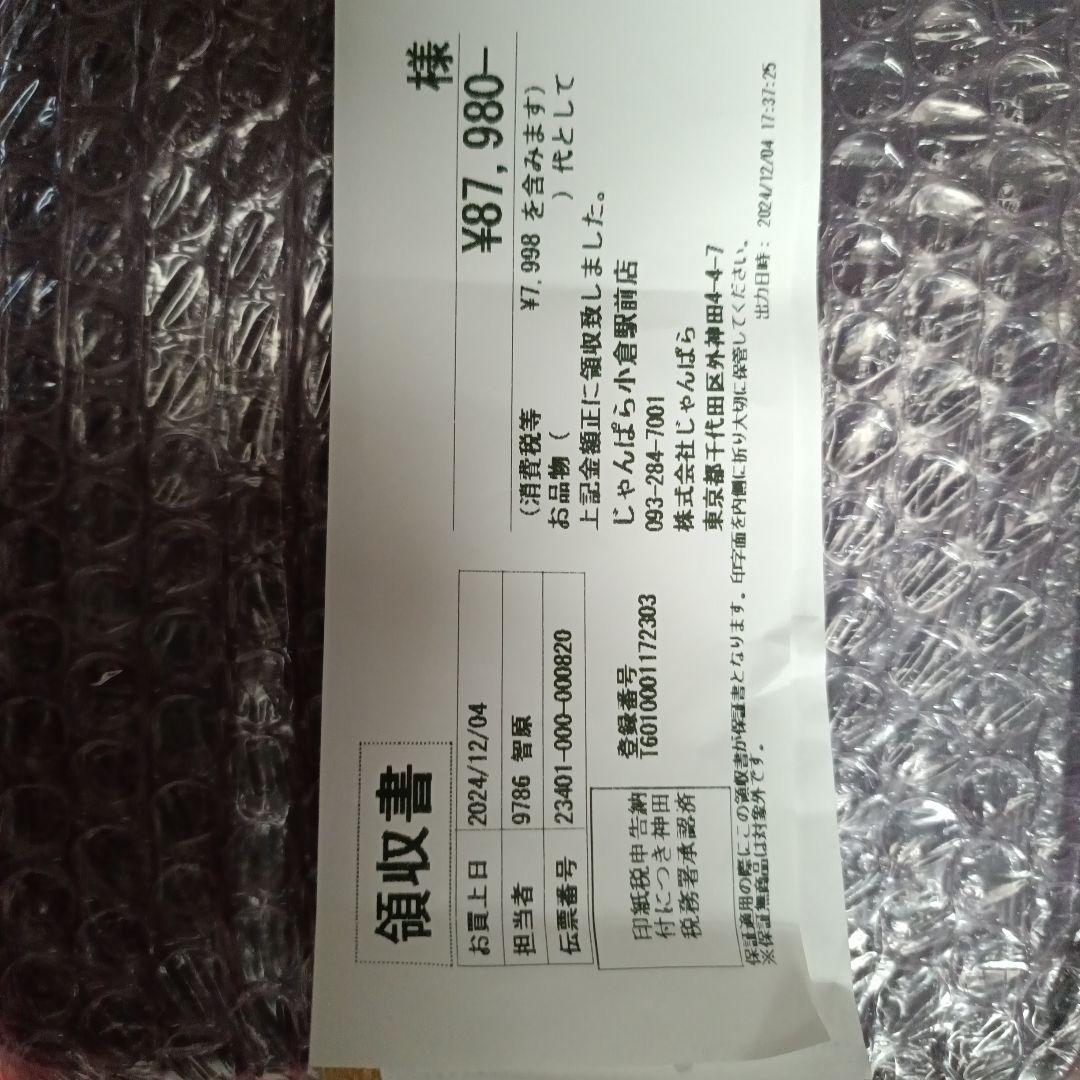 領収書
様
お買上日 2024/12/04
担当者 9786 智原
伝票番号 23401-000-000820
¥87,980-
(消費税等 ¥7,998 を含みます)
お品物( )代として
上記金額正に領収致しました。
じゃんぱら小倉駅前店
093-284-7001
株式会社じゃんぱら
東京都千代田区外神田4-4-7
登録番号
T6010001172303
印紙税申告納
付につき神田
税務署承認済
保証適用の際にこの領収書が保証書となります。印字面を内側に折り大切に保管してください。
※保証無商品は対象外です。
出力日時: 2024/12/04 17:37:25